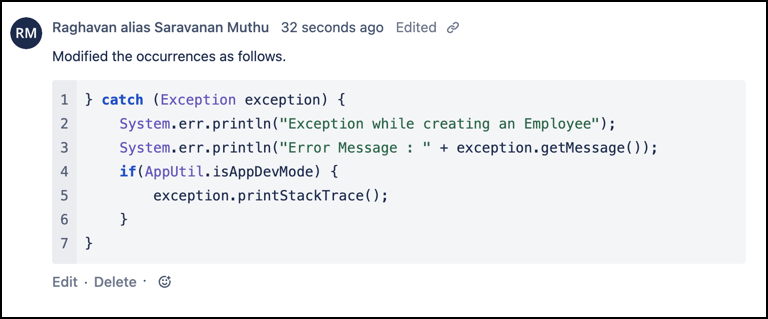 RM Raghavan alias Saravanan Muthu 32 seconds ago Edited
Modified the occurrences as follows.
1 } catch (Exception exception) {
2 System.err.println("Exception while creating an Employee");
3 System.err.println("Error Message : " + exception.getMessage());
4 if(AppUtil.isAppDevMode) {
5 exception.printStackTrace();
6 }
7 }
Edit · Delete ·